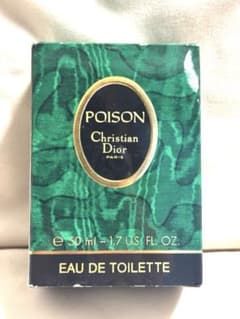 POISON
Christian
Dior
PARIS
℮ 50 ml - 1.7 US. FL. OZ.
EAU DE TOILETTE